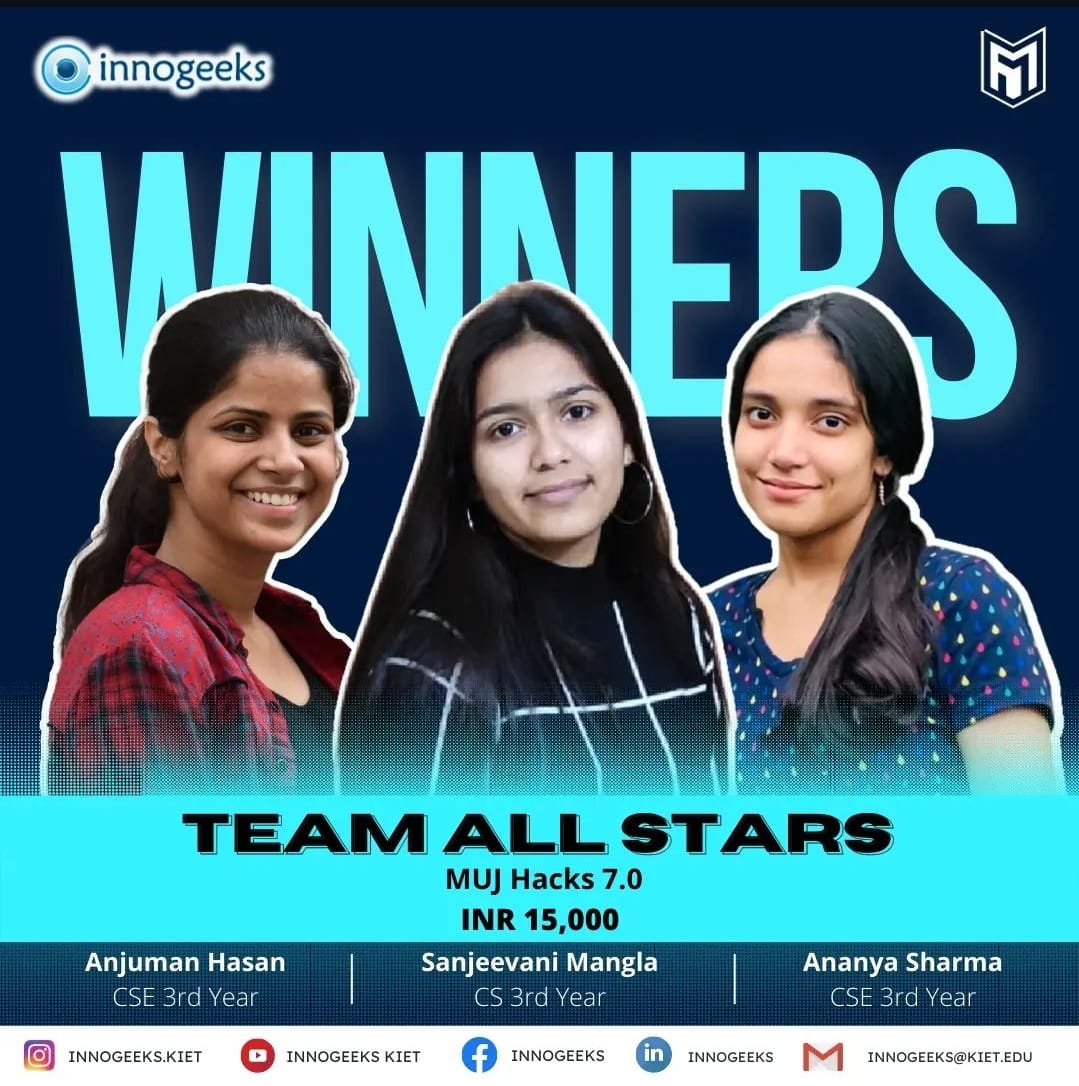 innogeeks
WINNERS
TEAM ALL STARS
MUJ Hacks 7.0
INR 15,000
Anjuman Hasan
CSE 3rd Year
Sanjeevani Mangla
CS 3rd Year
Ananya Sharma
CSE 3rd Year
INNOGEEKS.KIET
INNOGEEKS KIET
INNOGEEKS
in
INNOGEEKS
INNOGEEKS@KIET.EDU